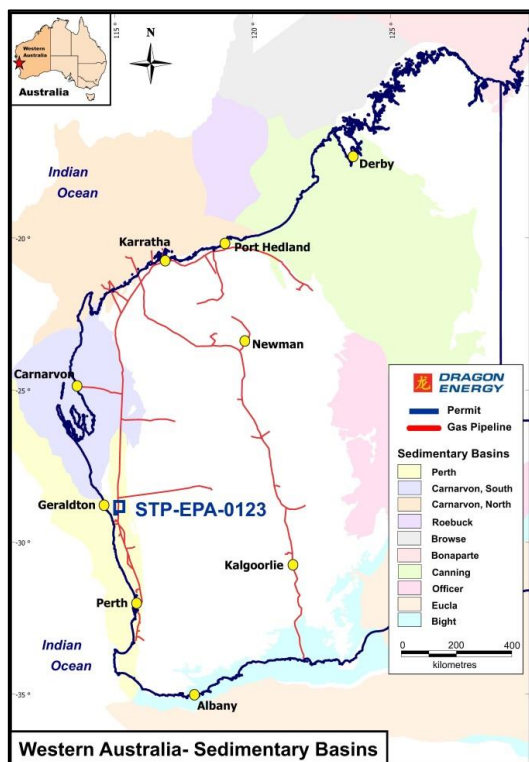 115 °
120 °
125 °
Western
Australia
Australia
N
Derby
Indian
Ocean
-20 °
Karratha
Port Hedland
Newman
Carnarvon
-25 °
龙 DRAGON
ENERGY
Permit
Gas Pipeline
Sedimentary Basins
Perth
Carnarvon, South
Carnarvon, North
Roebuck
Browse
Bonaparte
Canning
Officer
Eucla
Bight
0 200 400
kilometres
Geraldton
STP-EPA-0123
-30 °
Kalgoorlie
Perth
Indian
Ocean
-35 °
Albany
Western Australia- Sedimentary Basins